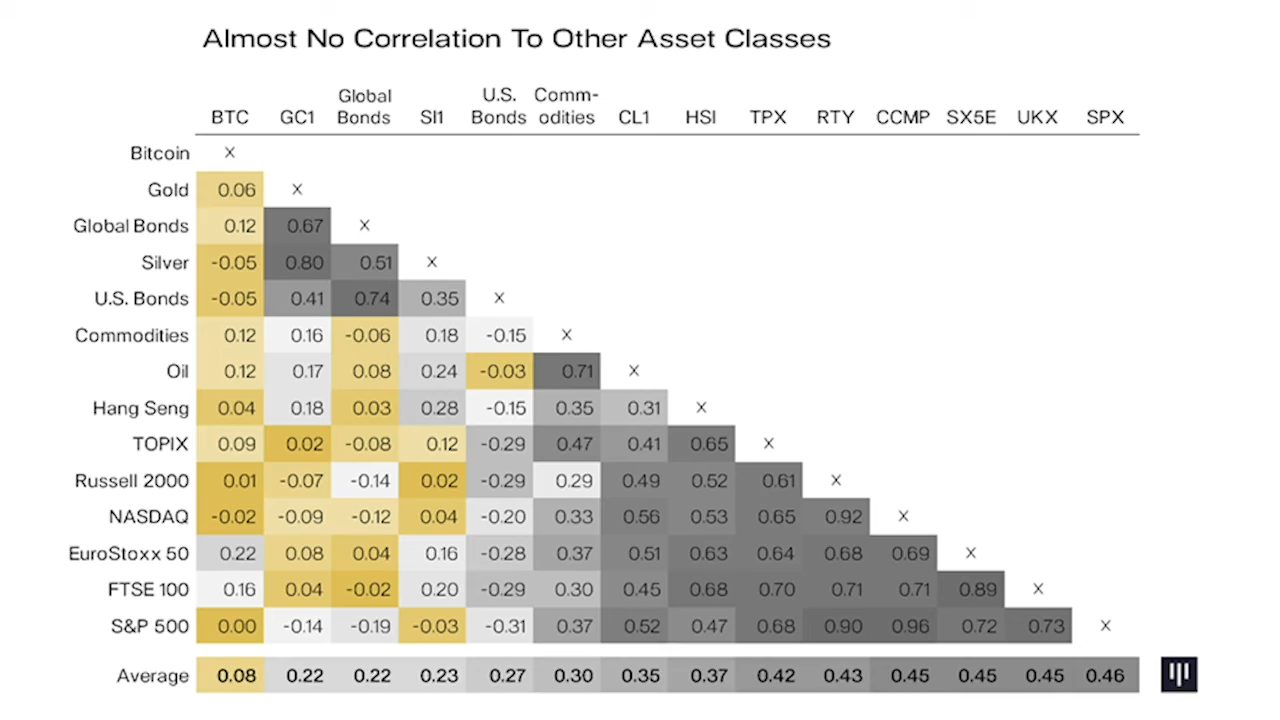 Almost No Correlation To Other Asset Classes
BTC GC1 Global Bonds SI1 U.S. Bonds Comm-odities CL1 HSI TPX RTY CCMP SX5E UKX SPX
Bitcoin X
Gold 0.06 X
Global Bonds 0.12 0.67 X
Silver -0.05 0.80 0.51 X
U.S. Bonds -0.05 0.41 0.74 0.35 X
Commodities 0.12 0.16 -0.06 0.18 -0.15 X
Oil 0.12 0.17 0.08 0.24 -0.03 0.71 X
Hang Seng 0.04 0.18 0.03 0.28 -0.15 0.35 0.31 X
TOPIX 0.09 0.02 -0.08 0.12 -0.29 0.47 0.41 0.65 X
Russell 2000 0.01 -0.07 -0.14 0.02 -0.29 0.29 0.49 0.52 0.61 X
NASDAQ -0.02 -0.09 -0.12 0.04 -0.20 0.33 0.56 0.53 0.65 0.92 X
EuroStoxx 50 0.22 0.08 0.04 0.16 -0.28 0.37 0.51 0.63 0.64 0.68 0.69 X
FTSE 100 0.16 0.04 -0.02 0.20 -0.29 0.30 0.45 0.68 0.70 0.71 0.71 0.89 X
S&P 500 0.00 -0.14 -0.19 -0.03 -0.31 0.37 0.52 0.47 0.68 0.90 0.96 0.72 0.73 X
Average 0.08 0.22 0.22 0.23 0.27 0.30 0.35 0.37 0.42 0.43 0.45 0.45 0.45 0.46